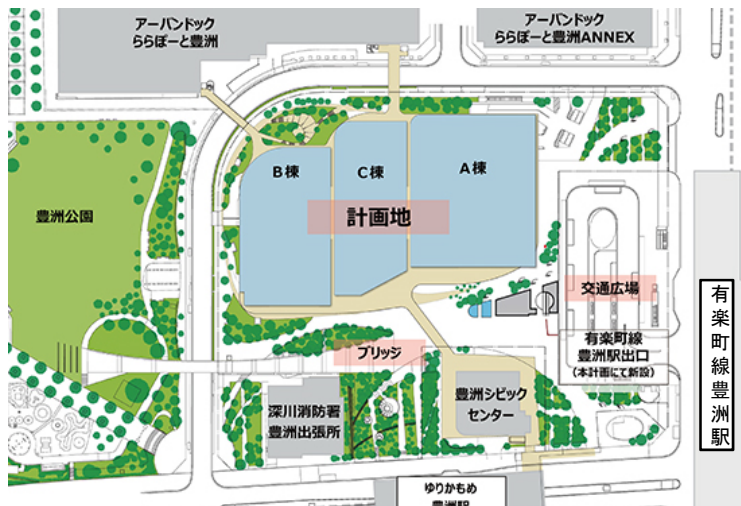 アーバンドック
ららぽーと豊洲
アーバンドック
ららぽーと豊洲ANNEX
B棟
C棟
A棟
計画地
豊洲公園
交通広場
有楽町線
豊洲駅出口
（本計画にて新設）
有楽町線豊洲駅
ブリッジ
豊洲シビック
センター
深川消防署
豊洲出張所
ゆりかもめ
豊洲駅